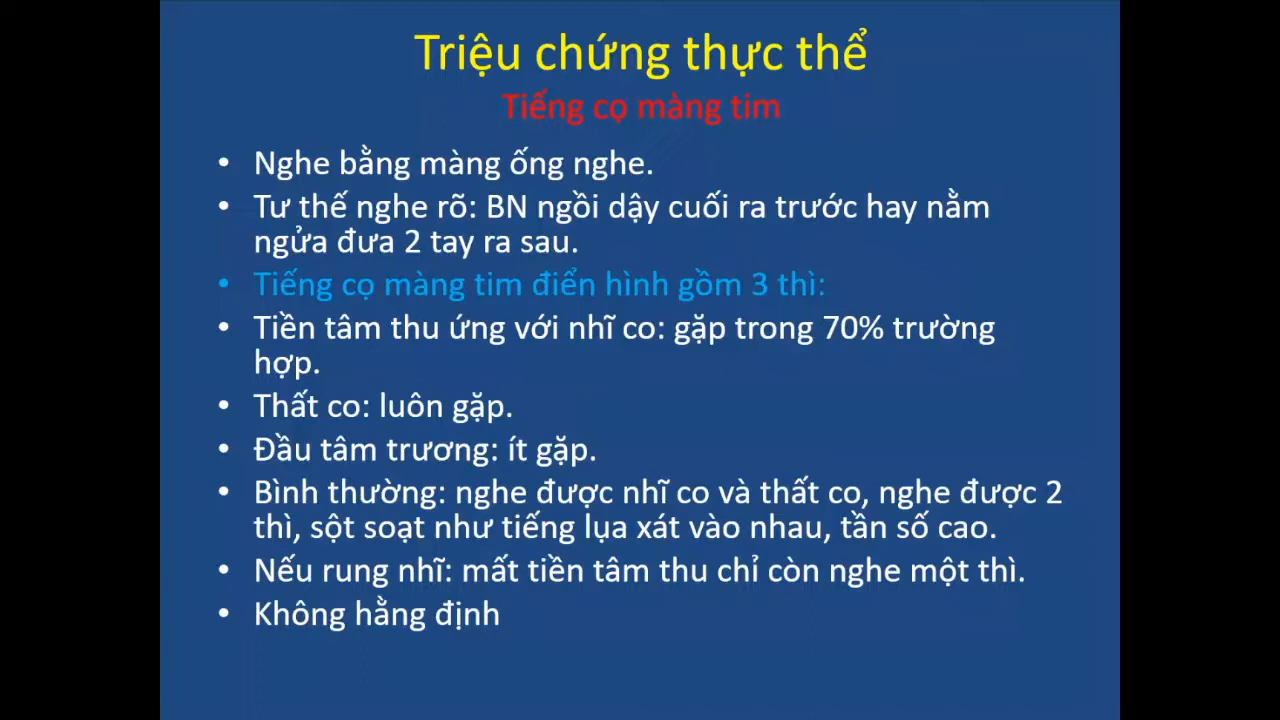 Triệu chứng thực thể
Tiếng cọ màng tim
• Nghe bằng màng ống nghe.
• Tư thế nghe rõ: BN ngồi dậy cuối ra trước hay nằm
ngửa đưa 2 tay ra sau.
• Tiếng cọ màng tim điển hình gồm 3 thì:
• Tiền tâm thu ứng với nhĩ co: gặp trong 70% trường
hợp.
• Thất co: luôn gặp.
• Đầu tâm trương: ít gặp.
• Bình thường: nghe được nhĩ co và thất co, nghe được 2
thì, sột soạt như tiếng lụa xát vào nhau, tần số cao.
• Nếu rung nhĩ: mất tiền tâm thu chỉ còn nghe một thì.
• Không hằng định